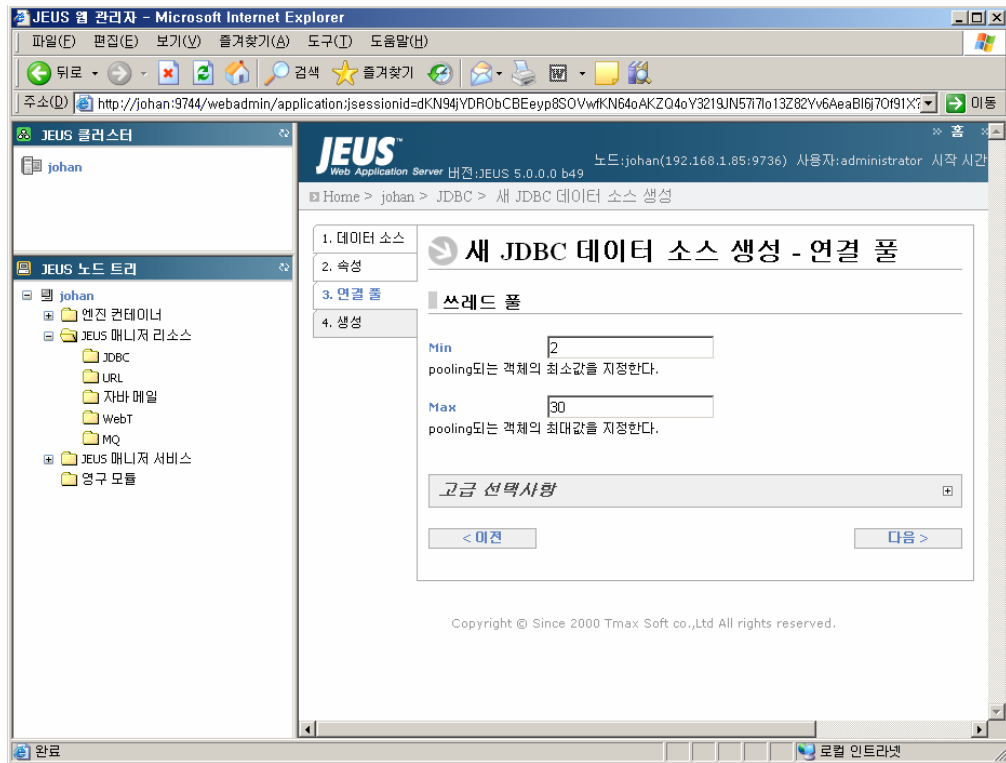 JEUS 웹 관리자 - Microsoft Internet Explorer
파일(F) 편집(E) 보기(V) 즐겨찾기(A) 도구(T) 도움말(H)
뒤로 검색 즐겨찾기
주소(D) http://johan:9744/webadmin/application;jsessionid= 이동
JEUS 클러스터
johan
JEUS 노드 트리
johan
엔진 컨테이너
JEUS 매니저 리소스
JDBC
URL
자바 메일
WebT
MQ
JEUS 매니저 서비스
영구 모듈
» 홈 »
JEUS™
Web Application Server 버전:JEUS 5.0.0.0 b49
노드:johan(192.168.1.85:9736) 사용자:administrator 시작 시간
Home > johan > JDBC > 새 JDBC 데이터 소스 생성
1. 데이터 소스
2. 속성
3. 연결 풀
4. 생성
새 JDBC 데이터 소스 생성 - 연결 풀
쓰레드 풀
Min 2
pooling되는 객체의 최소값을 지정한다.
Max 30
pooling되는 객체의 최대값을 지정한다.
고급 선택사항
< 이전 다음 >
Copyright © Since 2000 Tmax Soft co.,Ltd All rights reserved.
완료 로컬 인트라넷